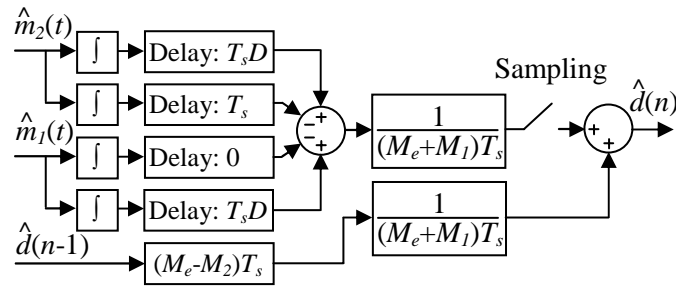 m̂₂(t)
∫
Delay: TₛD
∫
Delay: Tₛ
m̂₁(t)
∫
Delay: 0
∫
Delay: TₛD
+
−
−
+
1
(Mₑ+M₁)Tₛ
Sampling
+
+
d̂(n)
d̂(n-1)
(Mₑ-M₂)Tₛ
1
(Mₑ+M₁)Tₛ